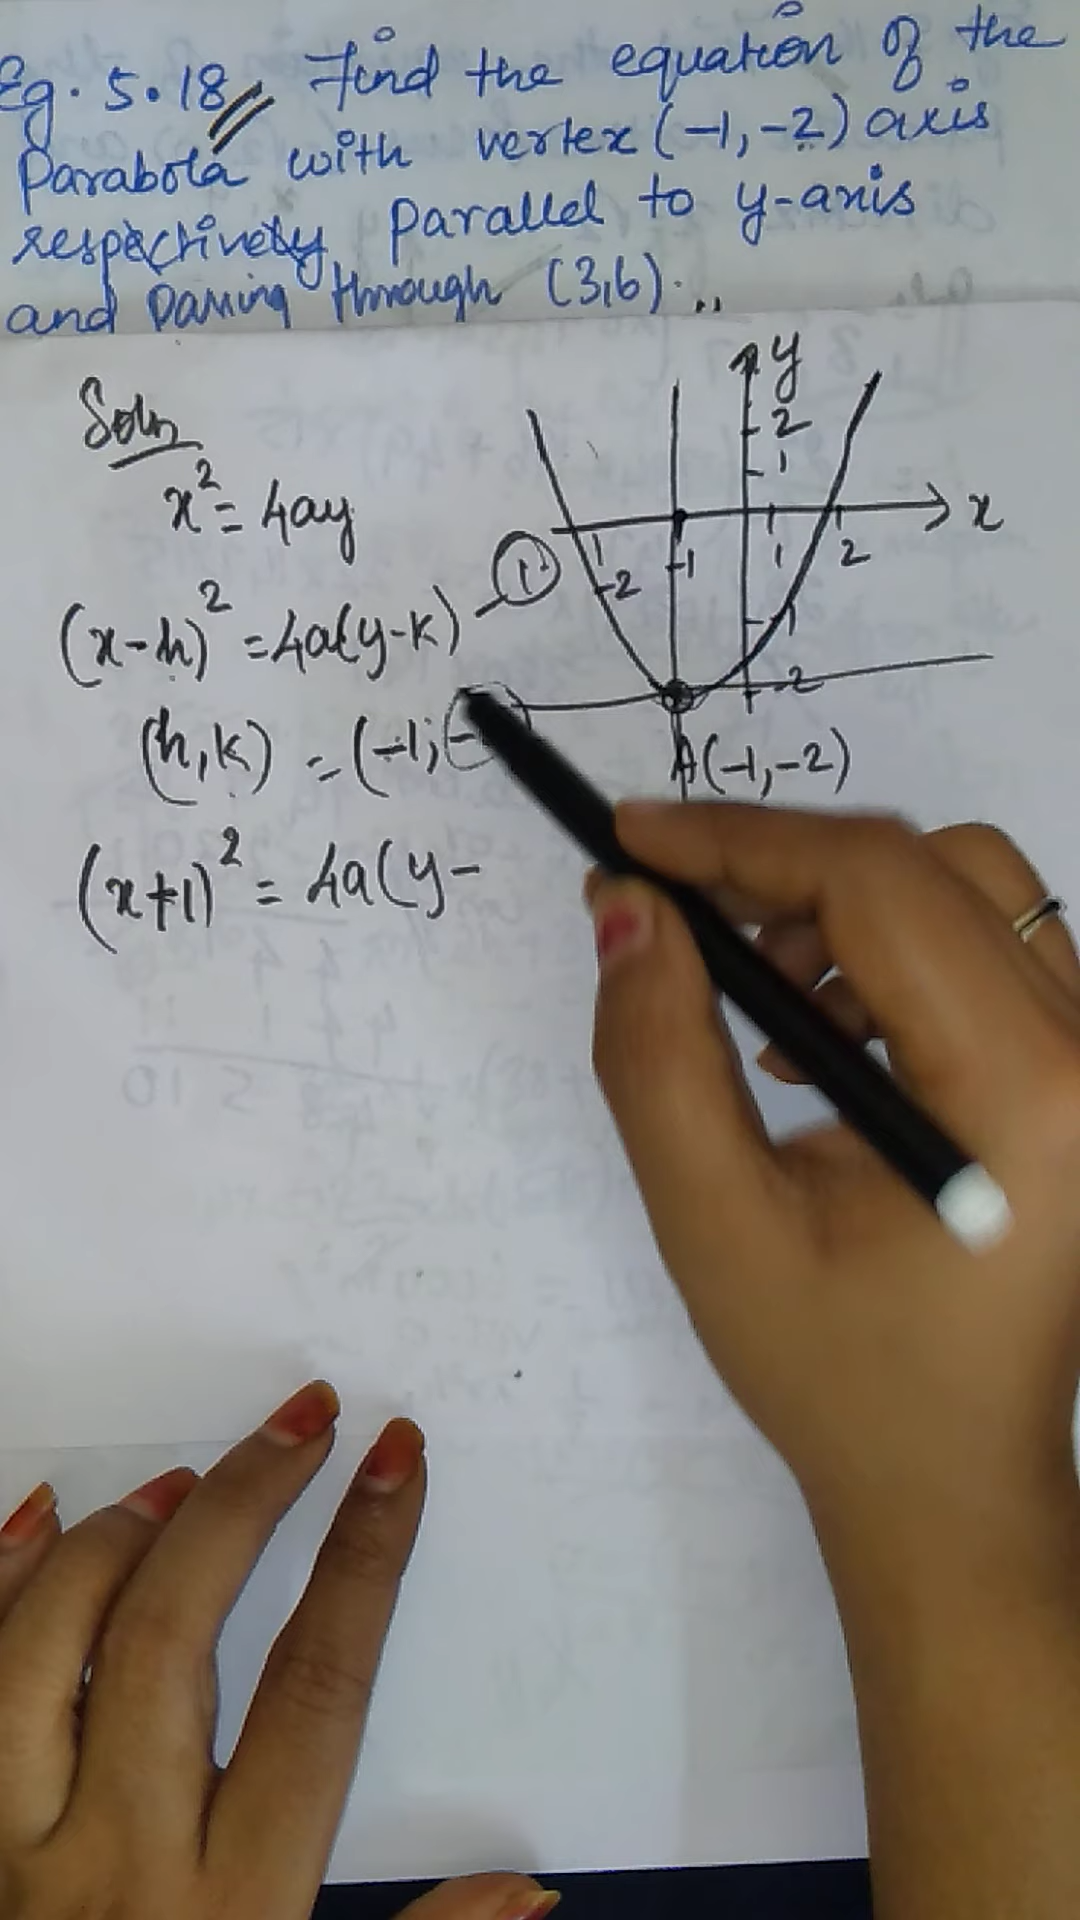 Eg. 5.18 Find the equation of the
Parabola with vertex (-1, -2) axis
respectively parallel to y-axis
and passing through (3,6)...
Soln
x² = 4ay
(x-h)² = 4a(y-k) - ①
(h,k) = (-1, -
(x+1)² = 4a(y-
y
2
1
x
-2
-1
1
2
-1
-2
A(-1,-2)